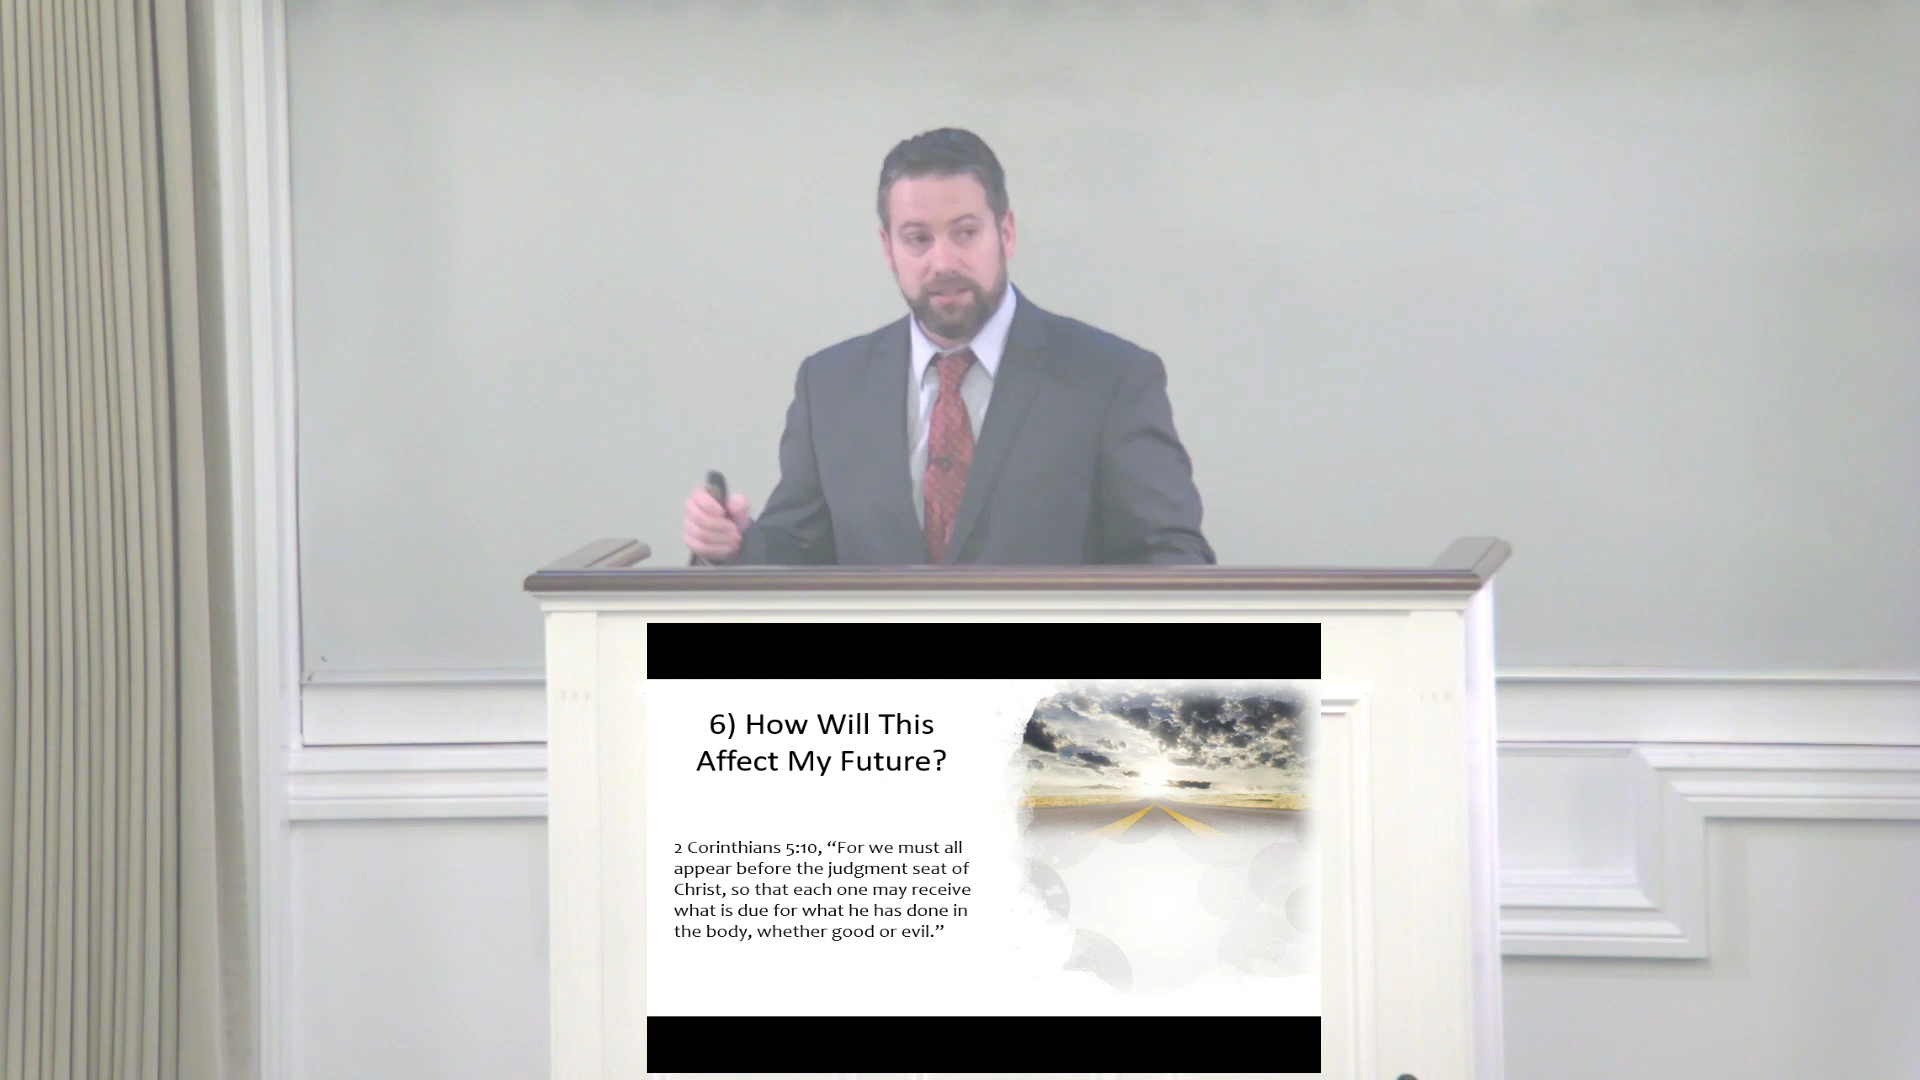 6) How Will This
Affect My Future?
2 Corinthians 5:10, “For we must all
appear before the judgment seat of
Christ, so that each one may receive
what is due for what he has done in
the body, whether good or evil.”